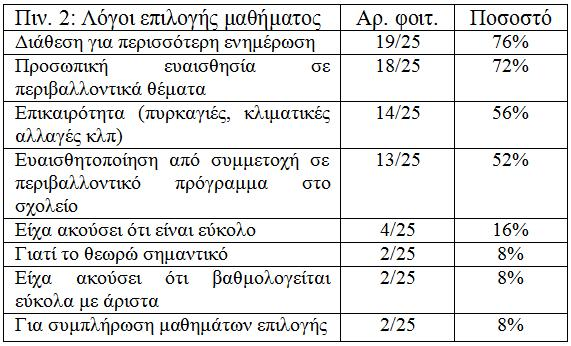 Πιν. 2: Λόγοι επιλογής μαθήματος Αρ. φοιτ. Ποσοστό
Διάθεση για περισσότερη ενημέρωση 19/25 76%
Προσωπική ευαισθησία σε 18/25 72%
περιβαλλοντικά θέματα
Επικαιρότητα (πυρκαγιές, κλιματικές 14/25 56%
αλλαγές κλπ)
Ευαισθητοποίηση από συμμετοχή σε 13/25 52%
περιβαλλοντικό πρόγραμμα στο
σχολείο
Είχα ακούσει ότι είναι εύκολο 4/25 16%
Γιατί το θεωρώ σημαντικό 2/25 8%
Είχα ακούσει ότι βαθμολογείται 2/25 8%
εύκολα με άριστα
Για συμπλήρωση μαθημάτων επιλογής 2/25 8%